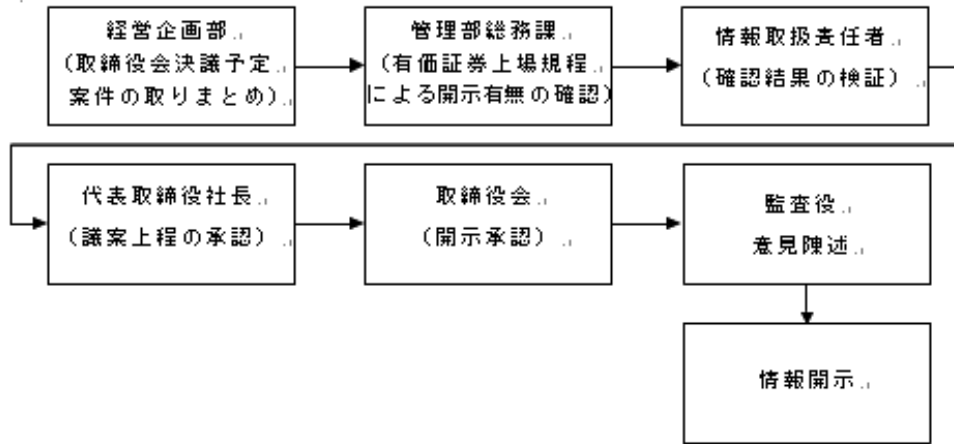 経営企画部
(取締役会決議予定
案件の取りまとめ)
管理部総務課
(有価証券上場規程
による開示有無の確認)
情報取扱責任者
(確認結果の検証)
代表取締役社長
(議案上程の承認)
取締役会
(開示承認)
監査役
意見陳述
情報開示